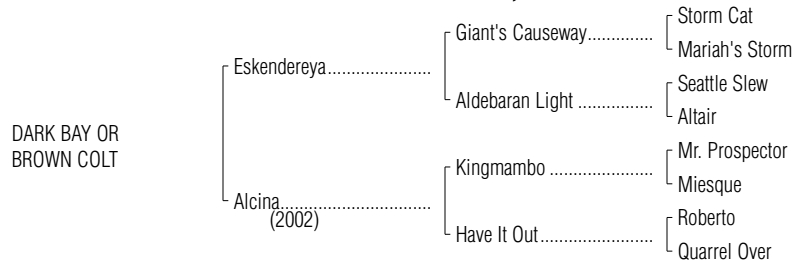 Storm Cat
Giant's Causeway..............
Mariah's Storm
Eskendereya......................
Seattle Slew
Aldebaran Light ................
Altair
DARK BAY OR
BROWN COLT
Mr. Prospector
Kingmambo ......................
Miesque
Alcina................................
(2002)
Roberto
Have It Out........................
Quarrel Over